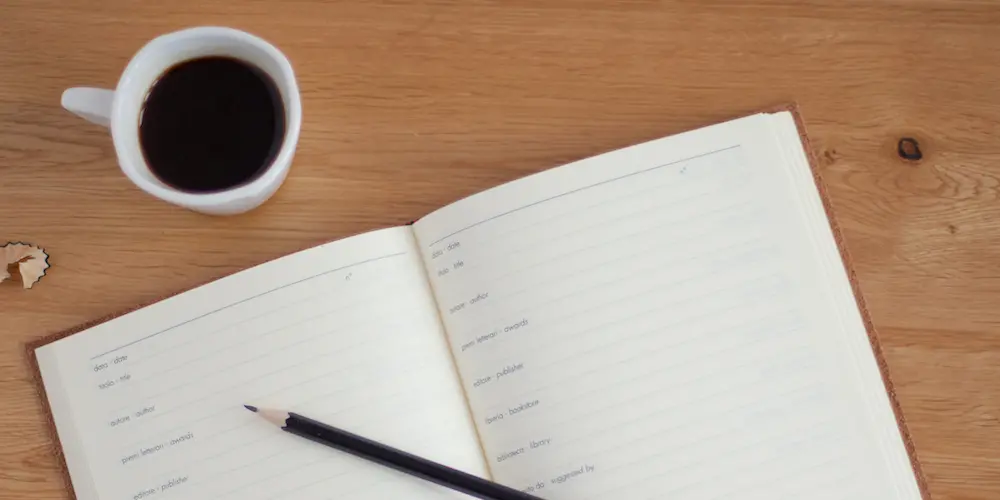 n°
data · date
titolo · title
autore · author
premi letterari · awards
editore · publisher
n°
data · date
titolo · title
autore · author
premi letterari · awards
editore · publisher
libreria · bookstore
biblioteca · library
suggested by